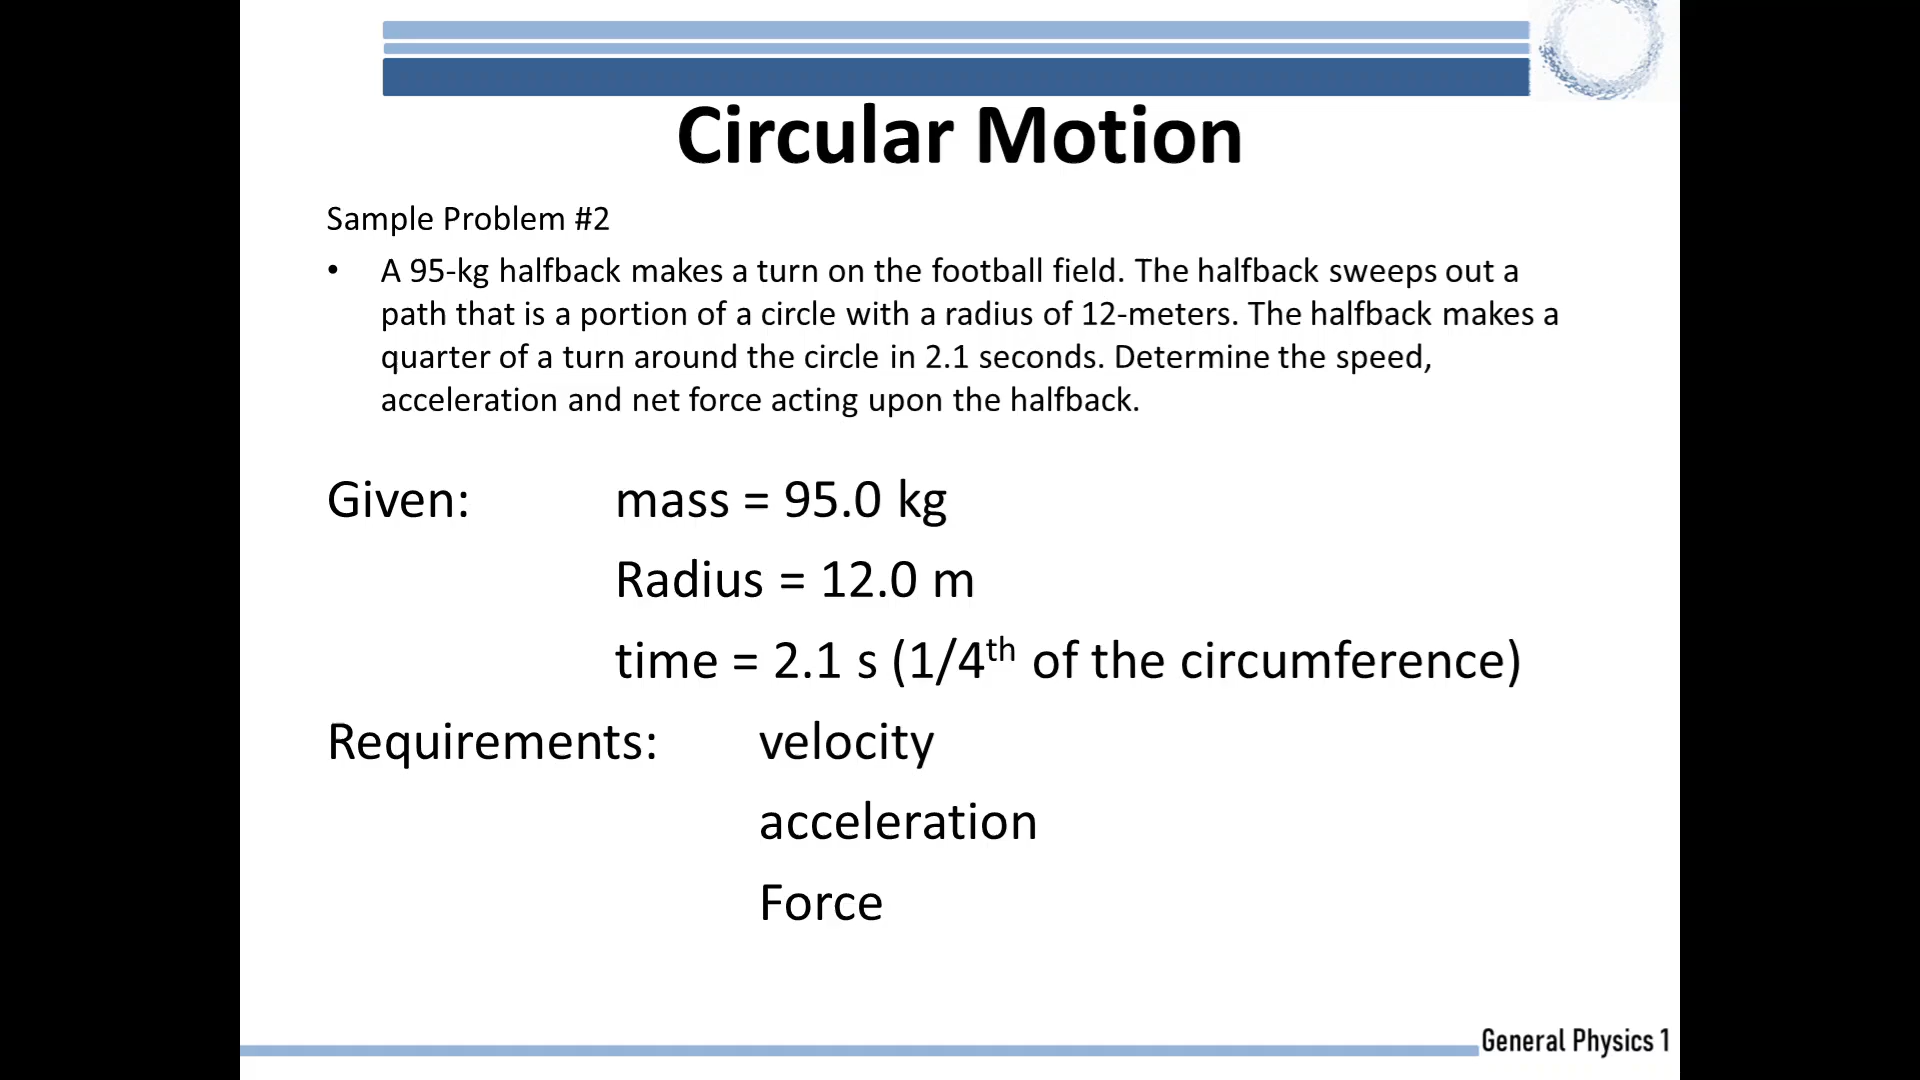 Circular Motion
Sample Problem #2
• A 95-kg halfback makes a turn on the football field. The halfback sweeps out a
path that is a portion of a circle with a radius of 12-meters. The halfback makes a
quarter of a turn around the circle in 2.1 seconds. Determine the speed,
acceleration and net force acting upon the halfback.
Given: mass = 95.0 kg
Radius = 12.0 m
time = 2.1 s (1/4th of the circumference)
Requirements: velocity
acceleration
Force
General Physics 1